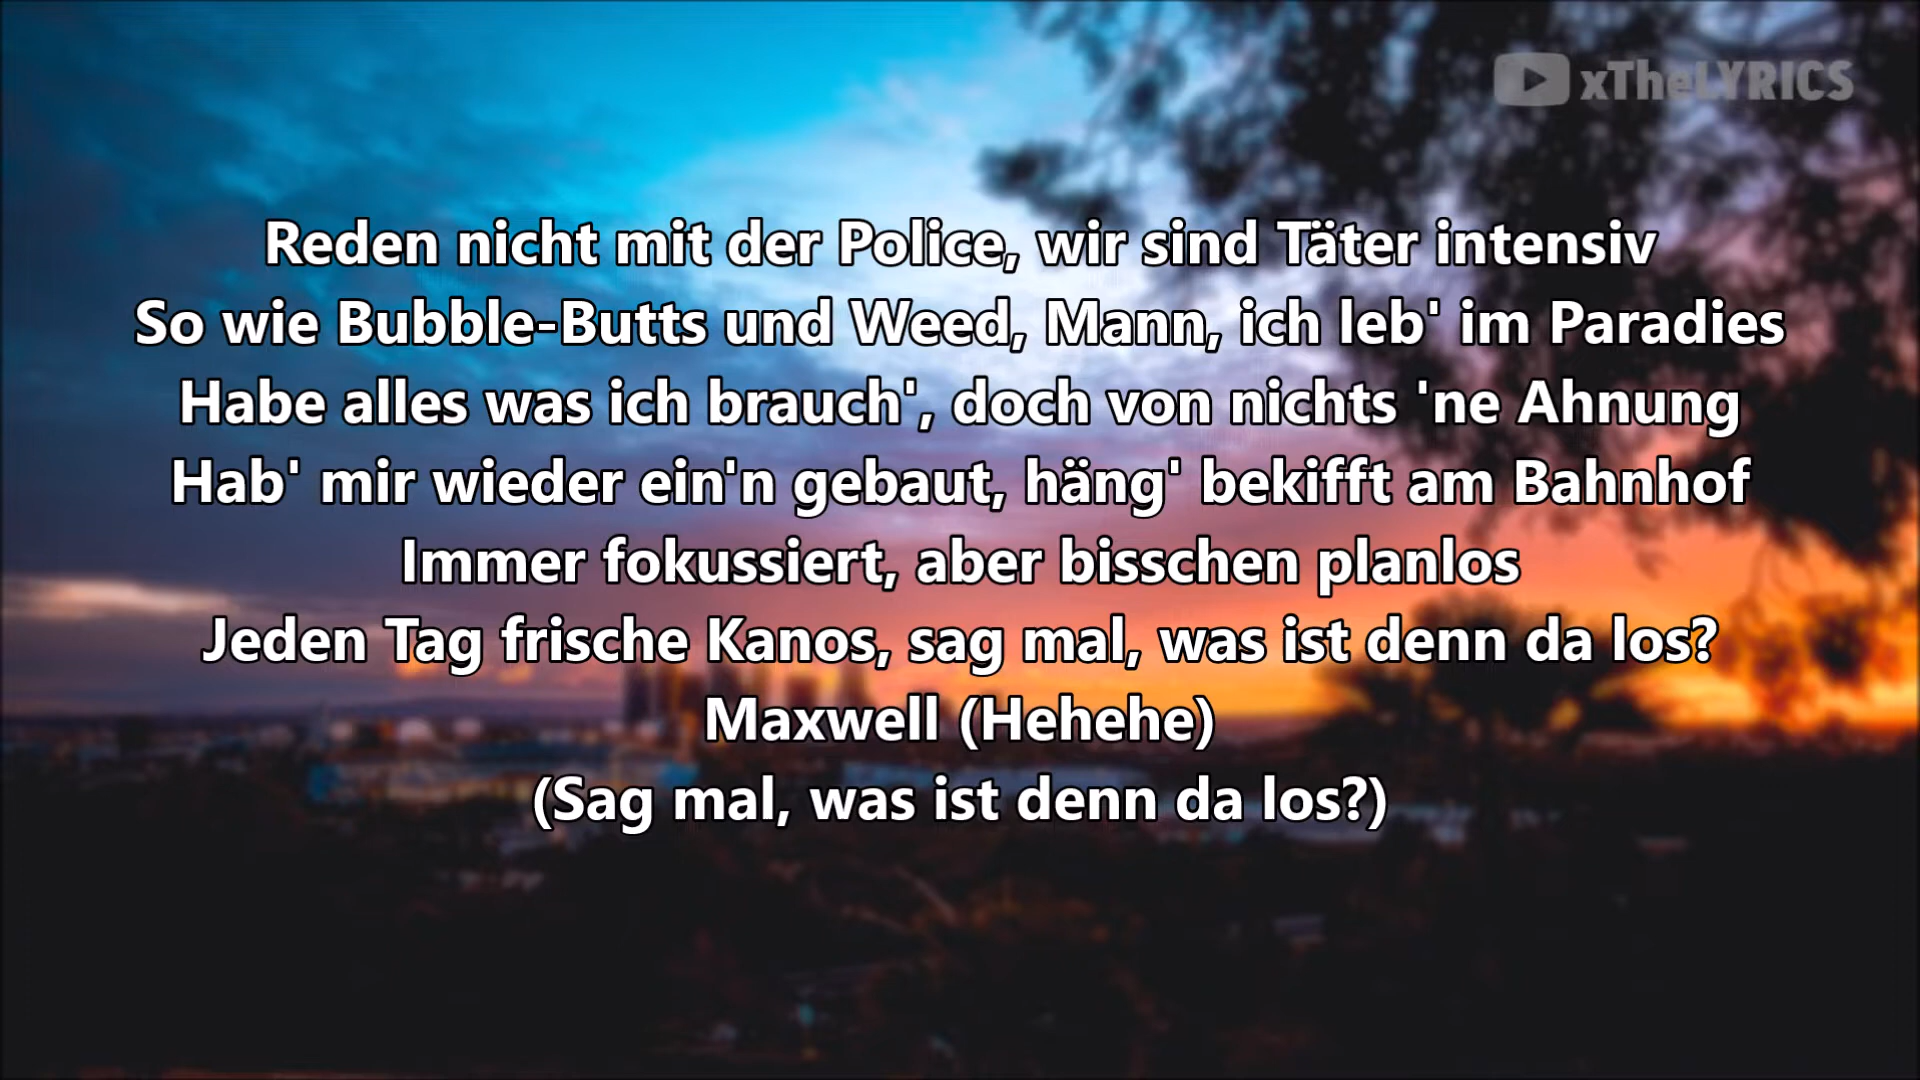 xTheLYRICS
Reden nicht mit der Police, wir sind Täter intensiv
So wie Bubble-Butts und Weed, Mann, ich leb' im Paradies
Habe alles was ich brauch', doch von nichts 'ne Ahnung
Hab' mir wieder ein'n gebaut, häng' bekifft am Bahnhof
Immer fokussiert, aber bisschen planlos
Jeden Tag frische Kanos, sag mal, was ist denn da los?
Maxwell (Hehehe)
(Sag mal, was ist denn da los?)